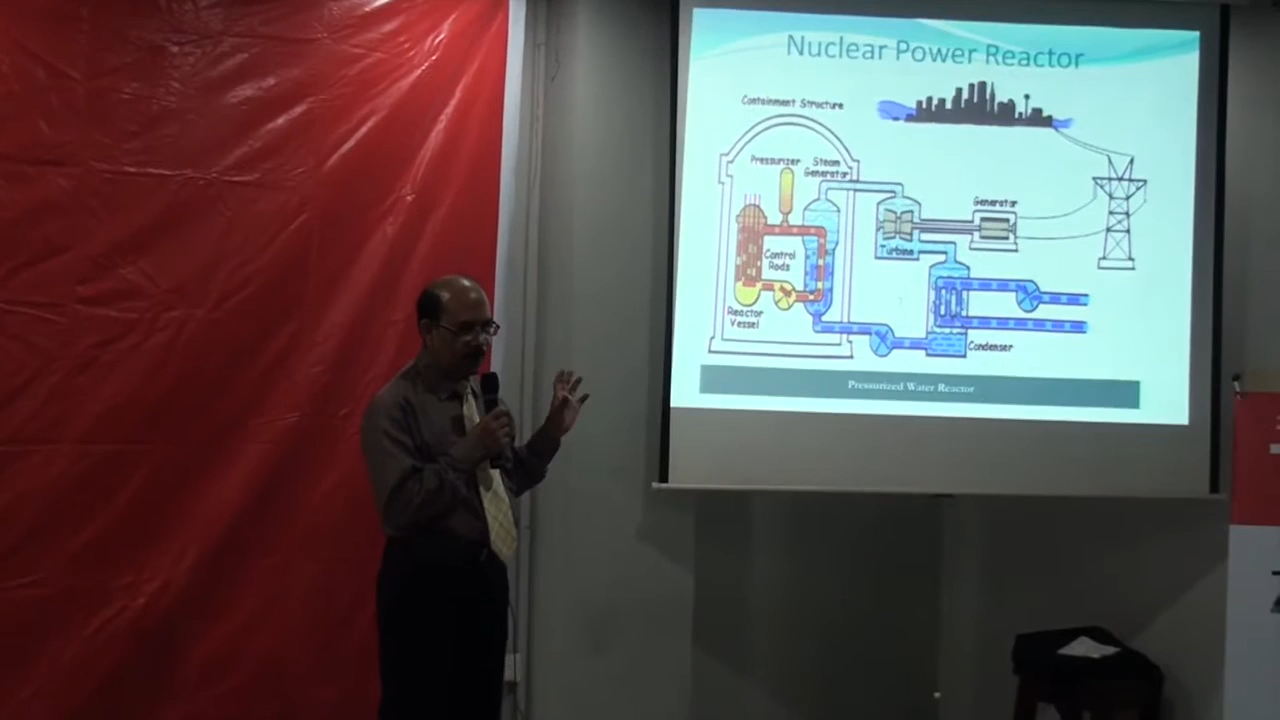 Nuclear Power Reactor
Containment Structure
Pressurizer
Steam
Generator
Generator
Turbine
Control
Rods
Reactor
Vessel
Condenser
Pressurized Water Reactor